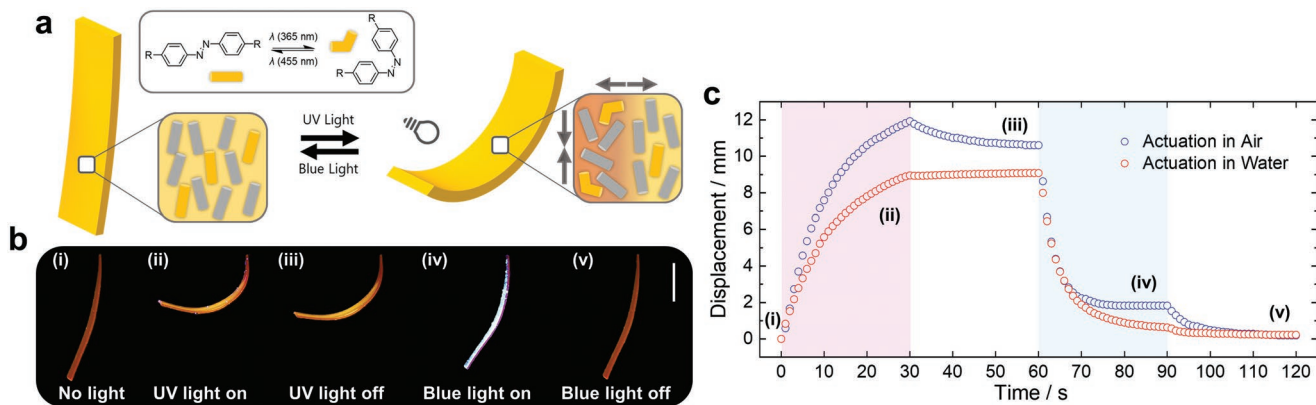 a
R
N
N
R
λ (365 nm)
λ (455 nm)
R
N
N
R
UV Light
Blue Light
b
(i)
(ii)
(iii)
(iv)
(v)
No light
UV light on
UV light off
Blue light on
Blue light off
c
Displacement / mm
12
10
8
6
4
2
0
(i)
(ii)
(iii)
(iv)
(v)
Actuation in Air
Actuation in Water
0 10 20 30 40 50 60 70 80 90 100 110 120
Time / s